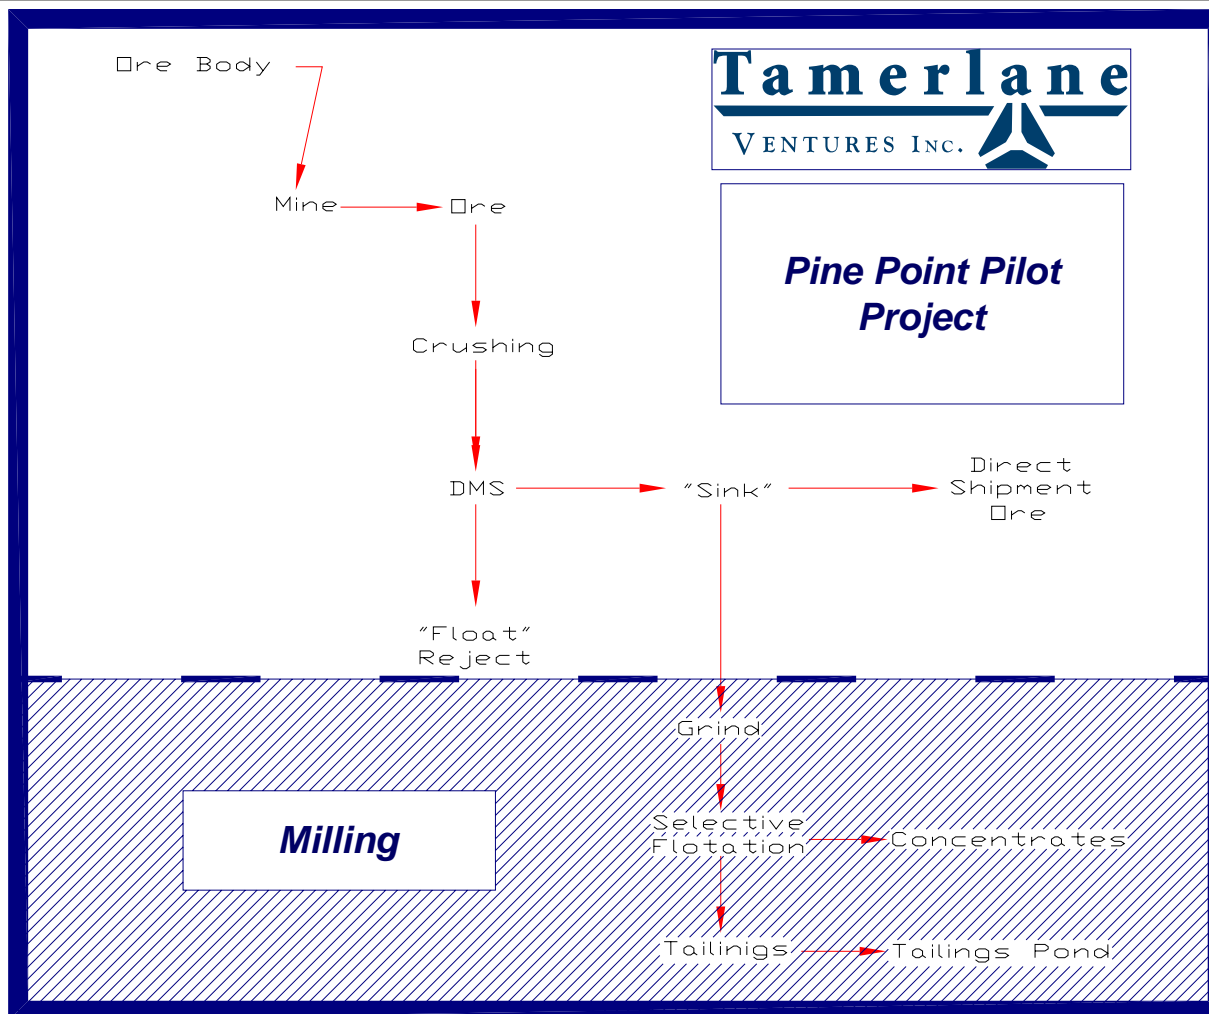 Ore Body
Tamerlane
VENTURES INC.
Mine
Ore
Pine Point Pilot
Project
Crushing
DMS
"Sink"
Direct
Shipment
Ore
"Float"
Reject
Grind
Milling
Selective
Flotation
Concentrates
Tailinigs
Tailings Pond